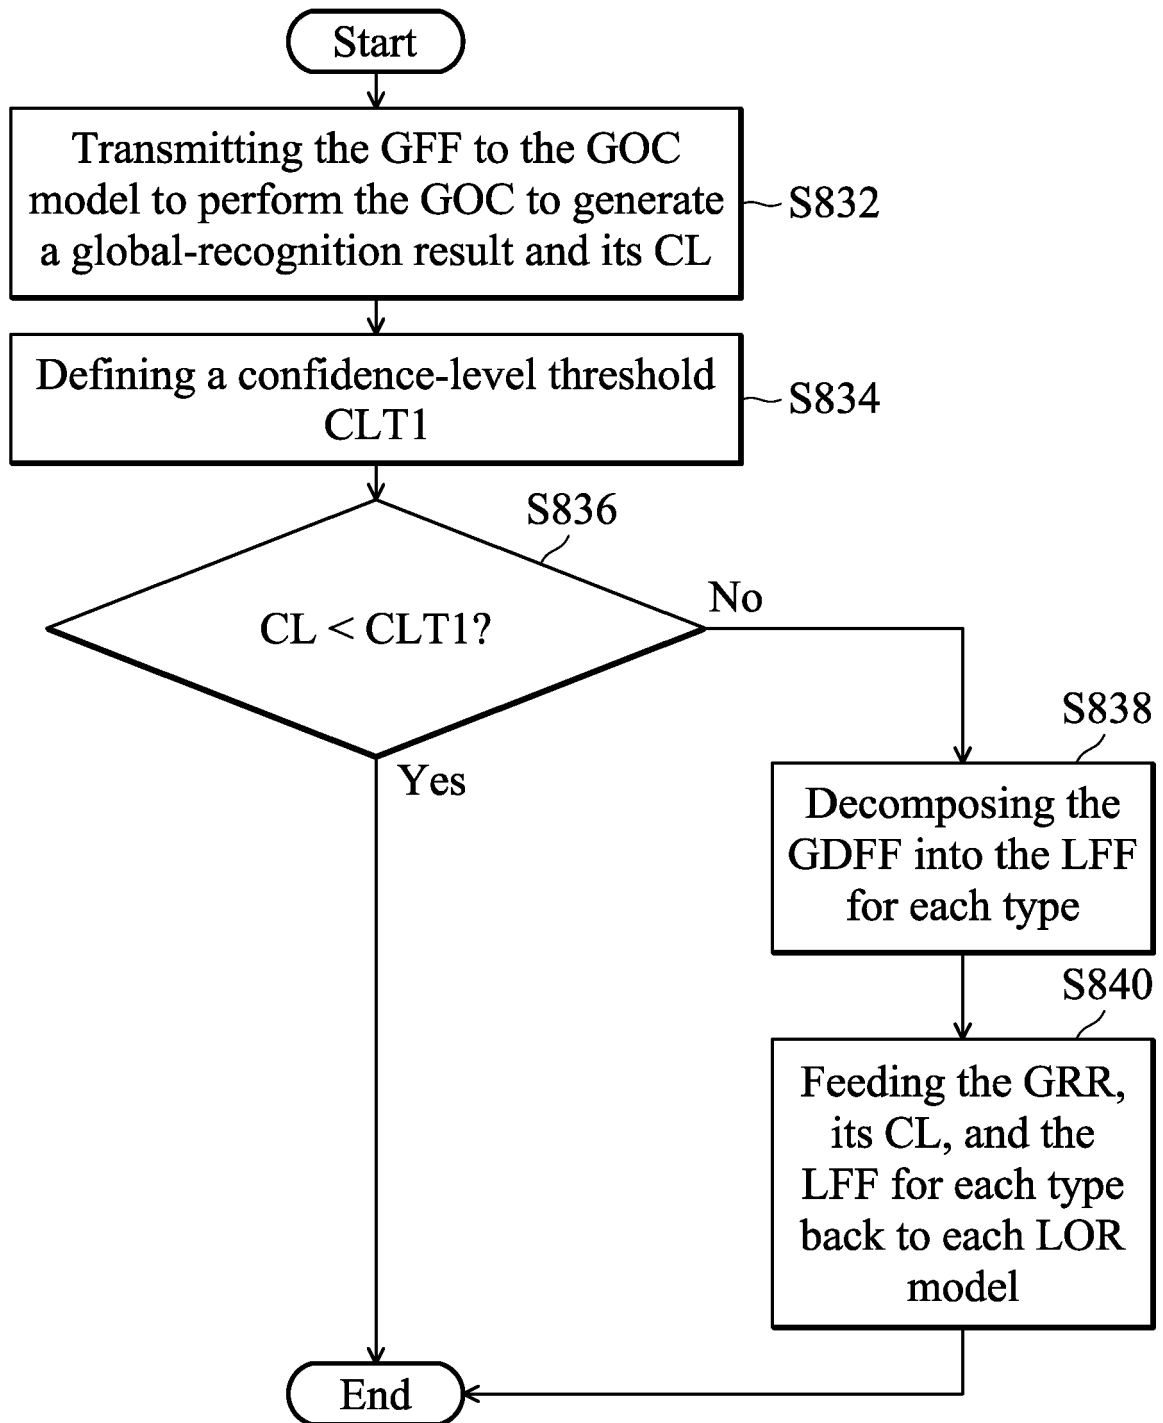 Start
Transmitting the GFF to the GOC
model to perform the GOC to generate
a global-recognition result and its CL
S832
Defining a confidence-level threshold
CLT1
S834
S836
CL < CLT1?
No
Yes
S838
Decomposing the
GDFF into the LFF
for each type
S840
Feeding the GRR,
its CL, and the
LFF for each type
back to each LOR
model
End